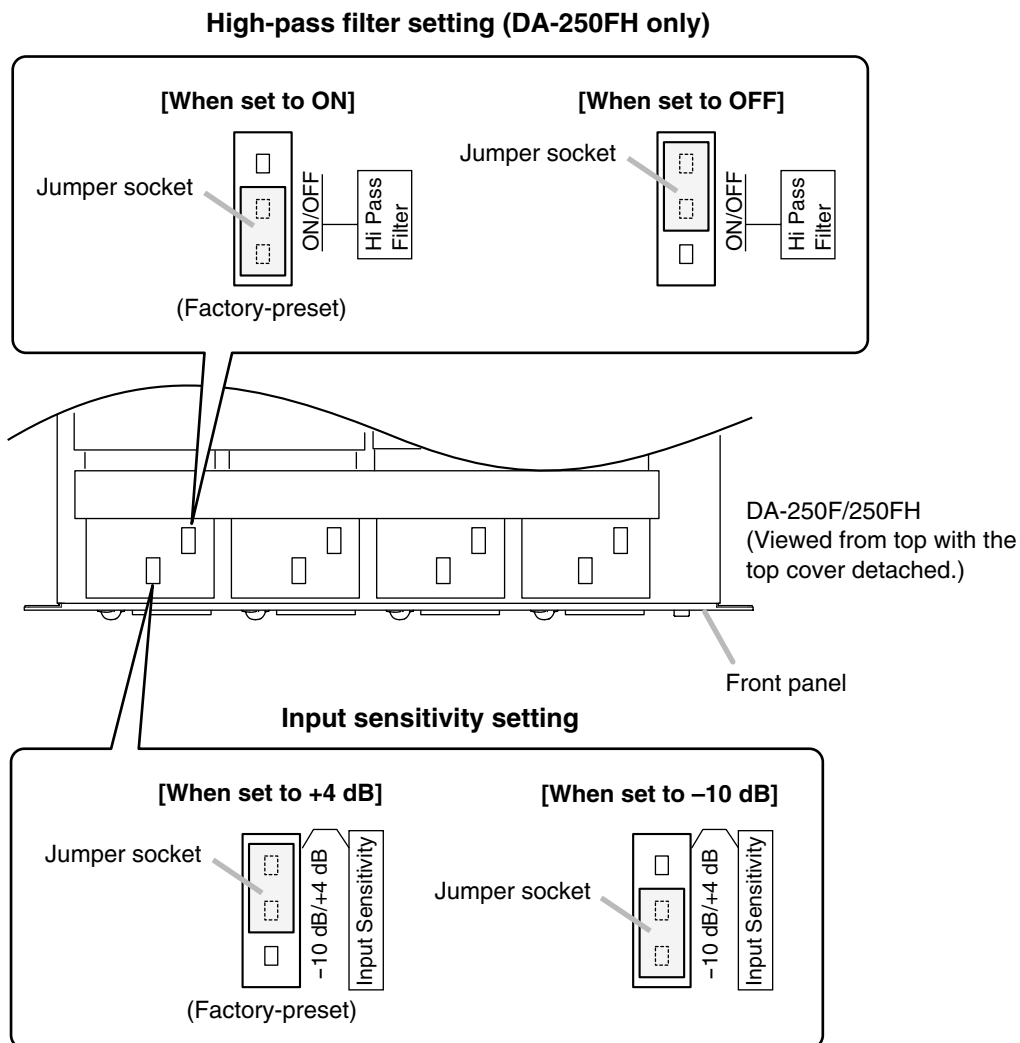 High-pass filter setting (DA-250FH only)
[When set to ON]
Jumper socket
ON/OFF
Hi Pass
Filter
(Factory-preset)
[When set to OFF]
Jumper socket
ON/OFF
Hi Pass
Filter
DA-250F/250FH
(Viewed from top with the
top cover detached.)
Front panel
Input sensitivity setting
[When set to +4 dB]
Jumper socket
−10 dB/+4 dB
Input Sensitivity
(Factory-preset)
[When set to –10 dB]
Jumper socket
−10 dB/+4 dB
Input Sensitivity